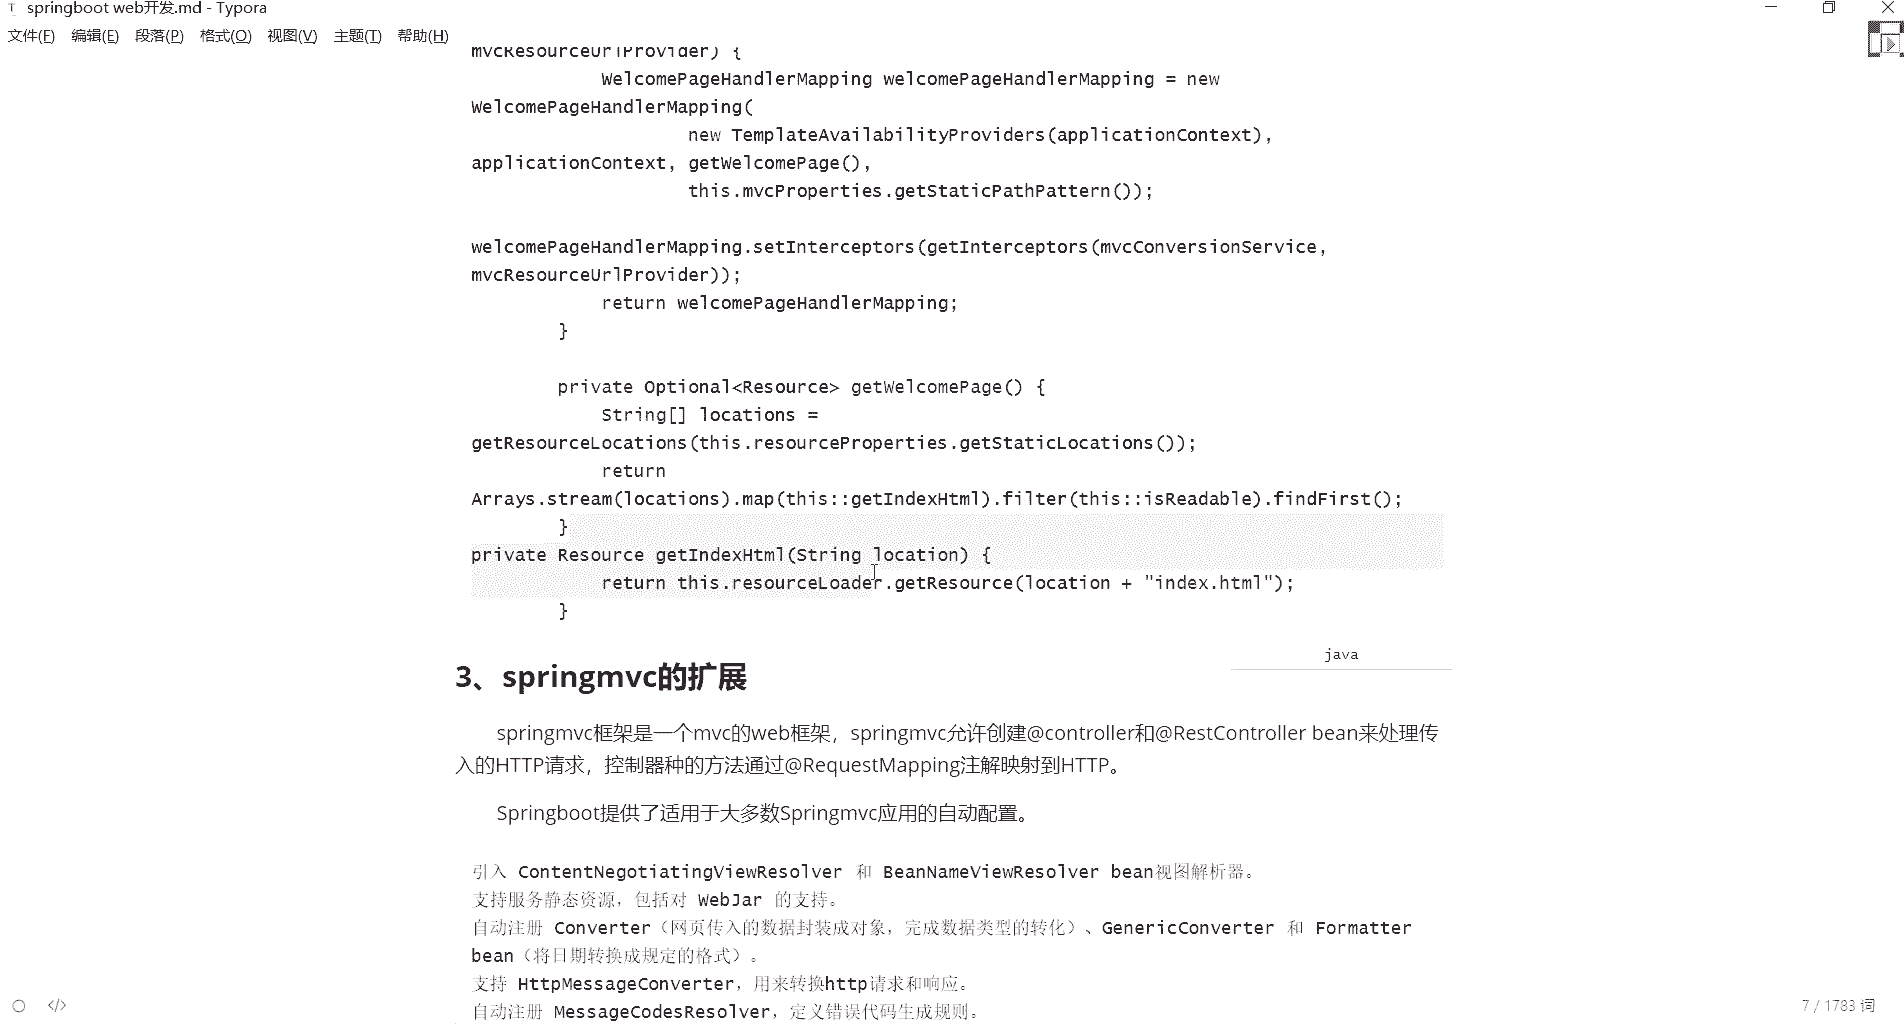 springboot web开发.md - Typora
文件(F) 编辑(E) 段落(P) 格式(O) 视图(V) 主题(T) 帮助(H)
mvcResourceUrlProvider) {
WelcomePageHandlerMapping welcomePageHandlerMapping = new
WelcomePageHandlerMapping(
new TemplateAvailabilityProviders(applicationContext),
applicationContext, getWelcomePage(),
this.mvcProperties.getStaticPathPattern());
welcomePageHandlerMapping.setInterceptors(getInterceptors(mvcConversionService,
mvcResourceUrlProvider));
return welcomePageHandlerMapping;
}
private Optional<Resource> getWelcomePage() {
String[] locations =
getResourceLocations(this.resourceProperties.getStaticLocations());
return
Arrays.stream(locations).map(this::getIndexHtml).filter(this::isReadable).findFirst();
}
private Resource getIndexHtml(String location) {
return this.resourceLoader.getResource(location + "index.html");
}
java
3、springmvc的扩展
springmvc框架是一个mvc的web框架，springmvc允许创建@controller和@RestController bean来处理传
入的HTTP请求，控制器种的方法通过@RequestMapping注解映射到HTTP。
Springboot提供了适用于大多数Springmvc应用的自动配置。
引入 ContentNegotiatingViewResolver 和 BeanNameViewResolver bean视图解析器。
支持服务静态资源，包括对 WebJar 的支持。
自动注册 Converter（网页传入的数据封装成对象，完成数据类型的转化）、GenericConverter 和 Formatter
bean（将日期转换成规定的格式）。
支持 HttpMessageConverter，用来转换http请求和响应。
自动注册 MessageCodesResolver，定义错误代码生成规则。
7 / 1783 词